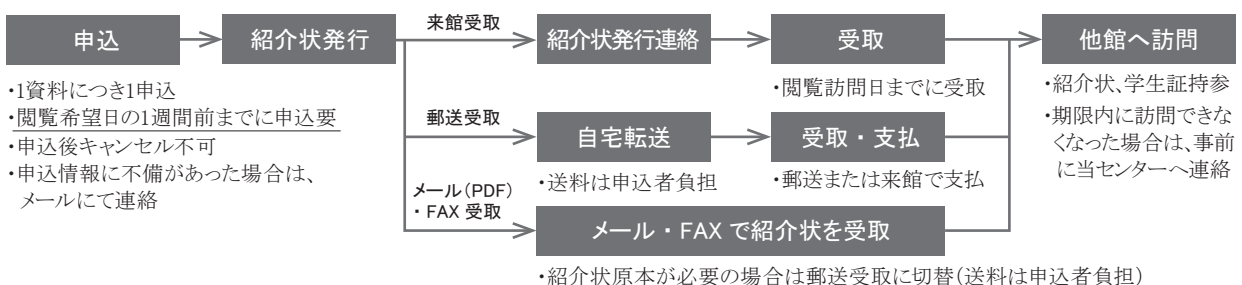 申込
紹介状発行
来館受取
紹介状発行連絡
受取
他館へ訪問
・1資料につき1申込
・閲覧希望日の1週間前までに申込要
・申込後キャンセル不可
・申込情報に不備があった場合は、
メールにて連絡
・閲覧訪問日までに受取
・紹介状、学生証持参
・期限内に訪問できな
くなった場合は、事前
に当センターへ連絡
郵送受取
自宅転送
受取・支払
・送料は申込者負担
・郵送または来館で支払
メール(PDF)
・FAX 受取
メール・FAX で紹介状を受取
・紹介状原本が必要の場合は郵送受取に切替(送料は申込者負担)